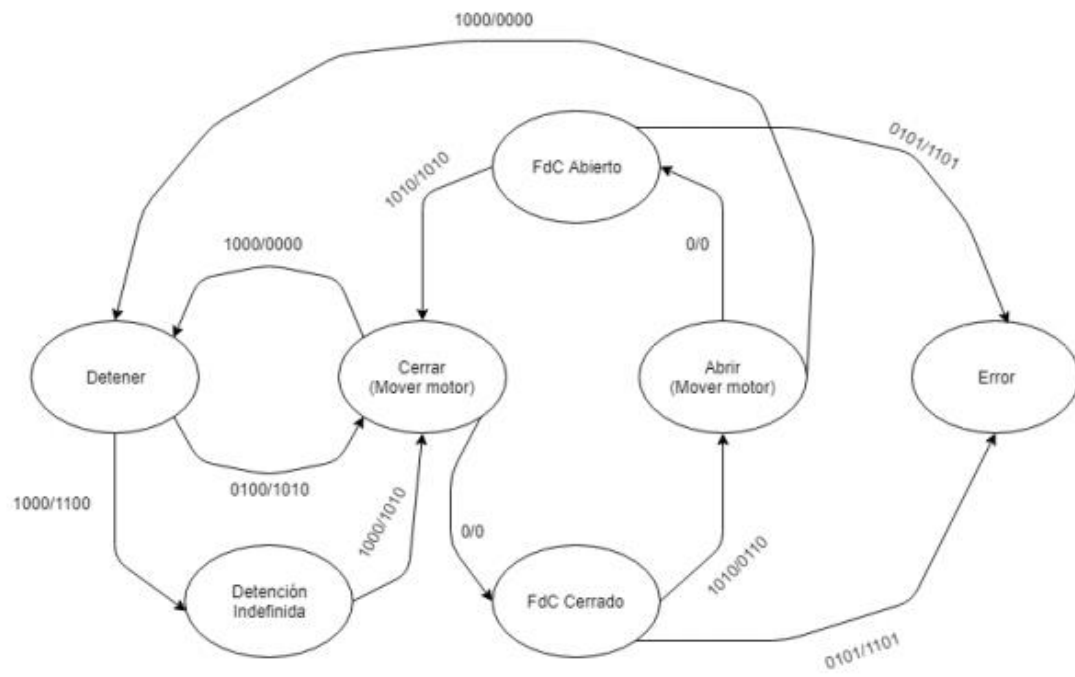 1000/0000
0101/1101
FdC Abierto
1010/1010
1000/0000
0/0
Detener
Cerrar
(Mover motor)
Abrir
(Mover motor)
Error
0100/1010
1000/1100
1000/1010
0/0
1010/0110
Detención
Indefinida
FdC Cerrado
0101/1101